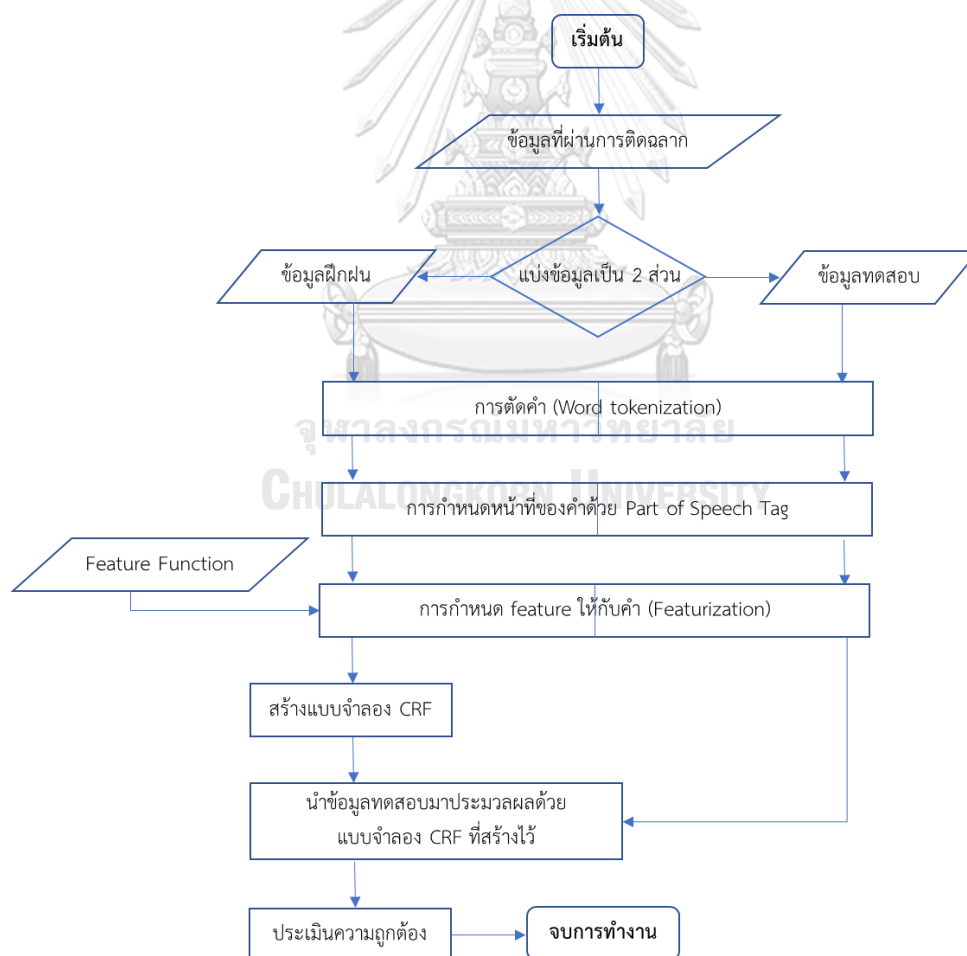 เริ่มต้น
ข้อมูลที่ผ่านการติดฉลาก
ข้อมูลฝึกฝน
แบ่งข้อมูลเป็น 2 ส่วน
ข้อมูลทดสอบ
การตัดคำ (Word tokenization)
จุฬาลงกรณ์มหาวิทยาลัย
CHULALONGKORN UNIVERSITY
การกำหนดหน้าที่ของคำด้วย Part of Speech Tag
Feature Function
การกำหนด feature ให้กับคำ (Featurization)
สร้างแบบจำลอง CRF
นำข้อมูลทดสอบมาประมวลผลด้วย
แบบจำลอง CRF ที่สร้างไว้
ประเมินความถูกต้อง
จบการทำงาน